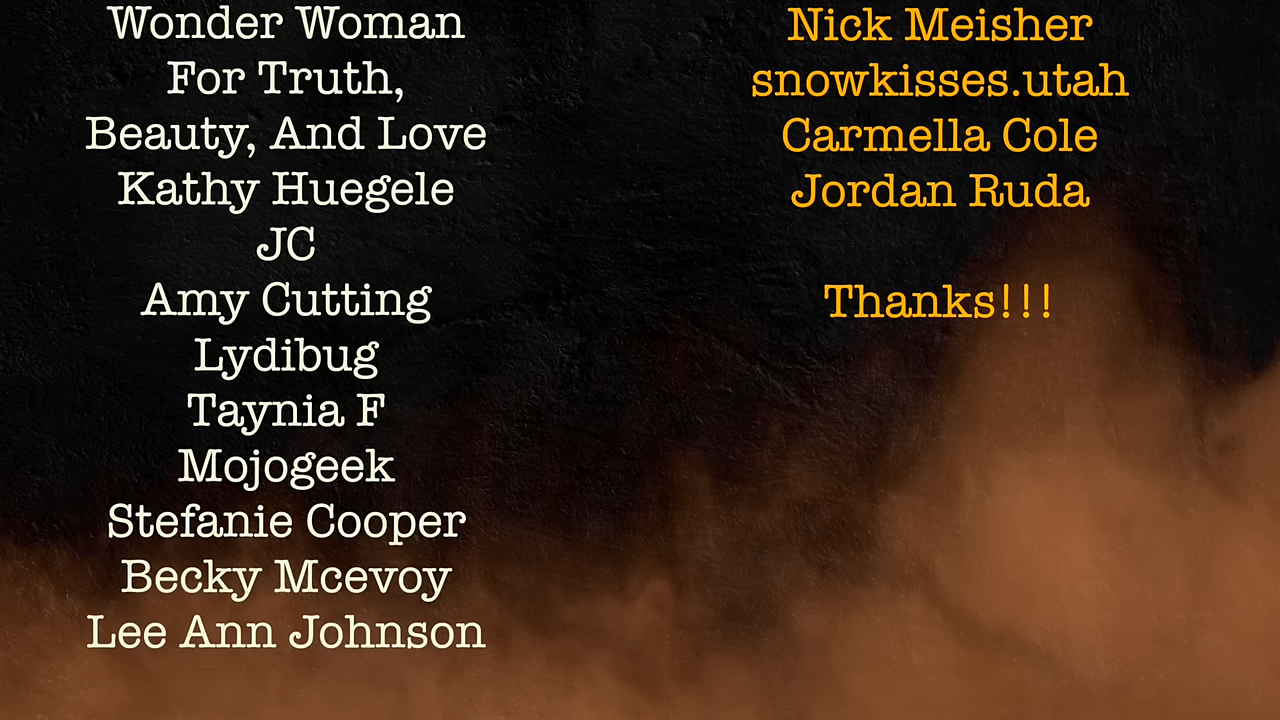 Wonder Woman
For Truth,
Beauty, And Love
Kathy Huegele
JC
Amy Cutting
Lydibug
Taynia F
Mojogeek
Stefanie Cooper
Becky Mcevoy
Lee Ann Johnson
Nick Meisher
snowkisses.utah
Carmella Cole
Jordan Ruda
Thanks!!!